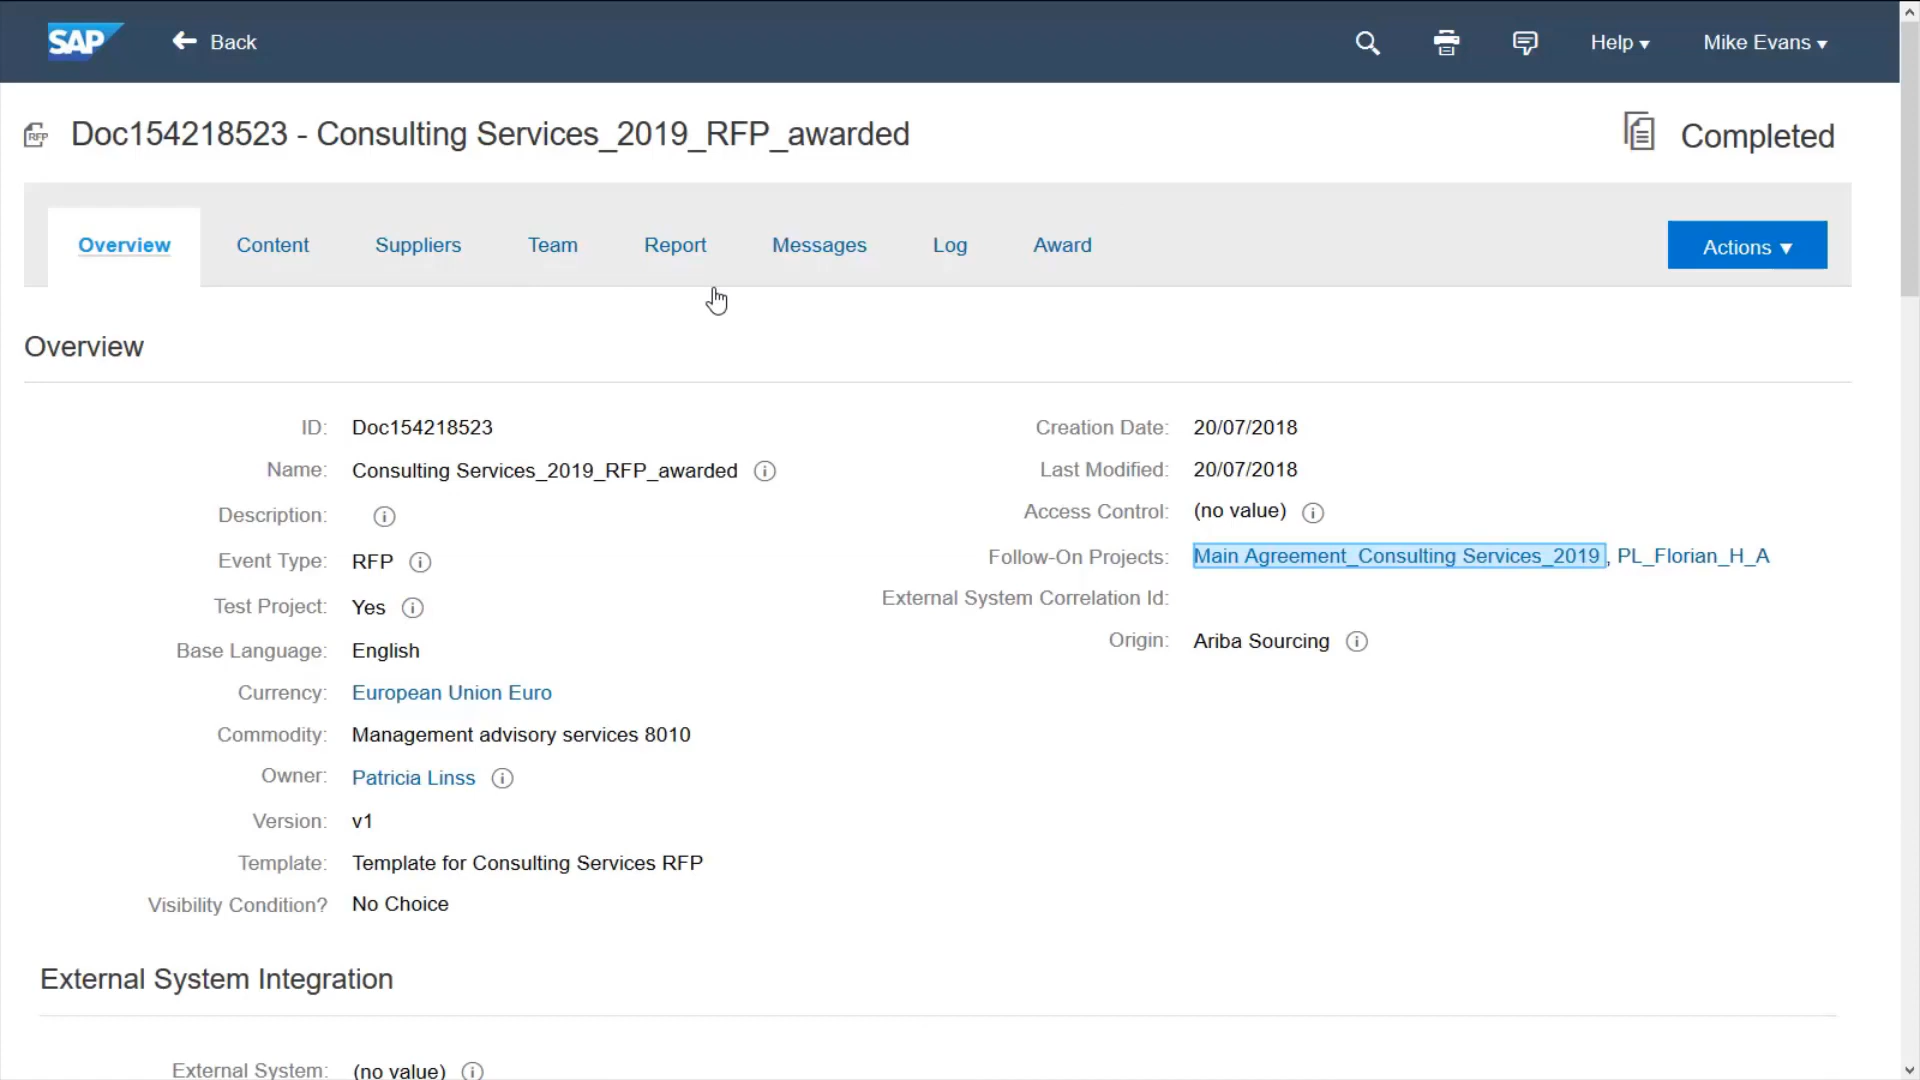 SAP Back Help Mike Evans
RFP Doc154218523 - Consulting Services_2019_RFP_awarded Completed
Overview Content Suppliers Team Report Messages Log Award Actions
Overview
ID: Doc154218523 Creation Date: 20/07/2018
Name: Consulting Services_2019_RFP_awarded Last Modified: 20/07/2018
Description: Access Control: (no value)
Event Type: RFP Follow-On Projects: Main Agreement_Consulting Services_2019 , PL_Florian_H_A
Test Project: Yes External System Correlation Id:
Base Language: English Origin: Ariba Sourcing
Currency: European Union Euro
Commodity: Management advisory services 8010
Owner: Patricia Linss
Version: v1
Template: Template for Consulting Services RFP
Visibility Condition? No Choice
External System Integration
External System: (no value)